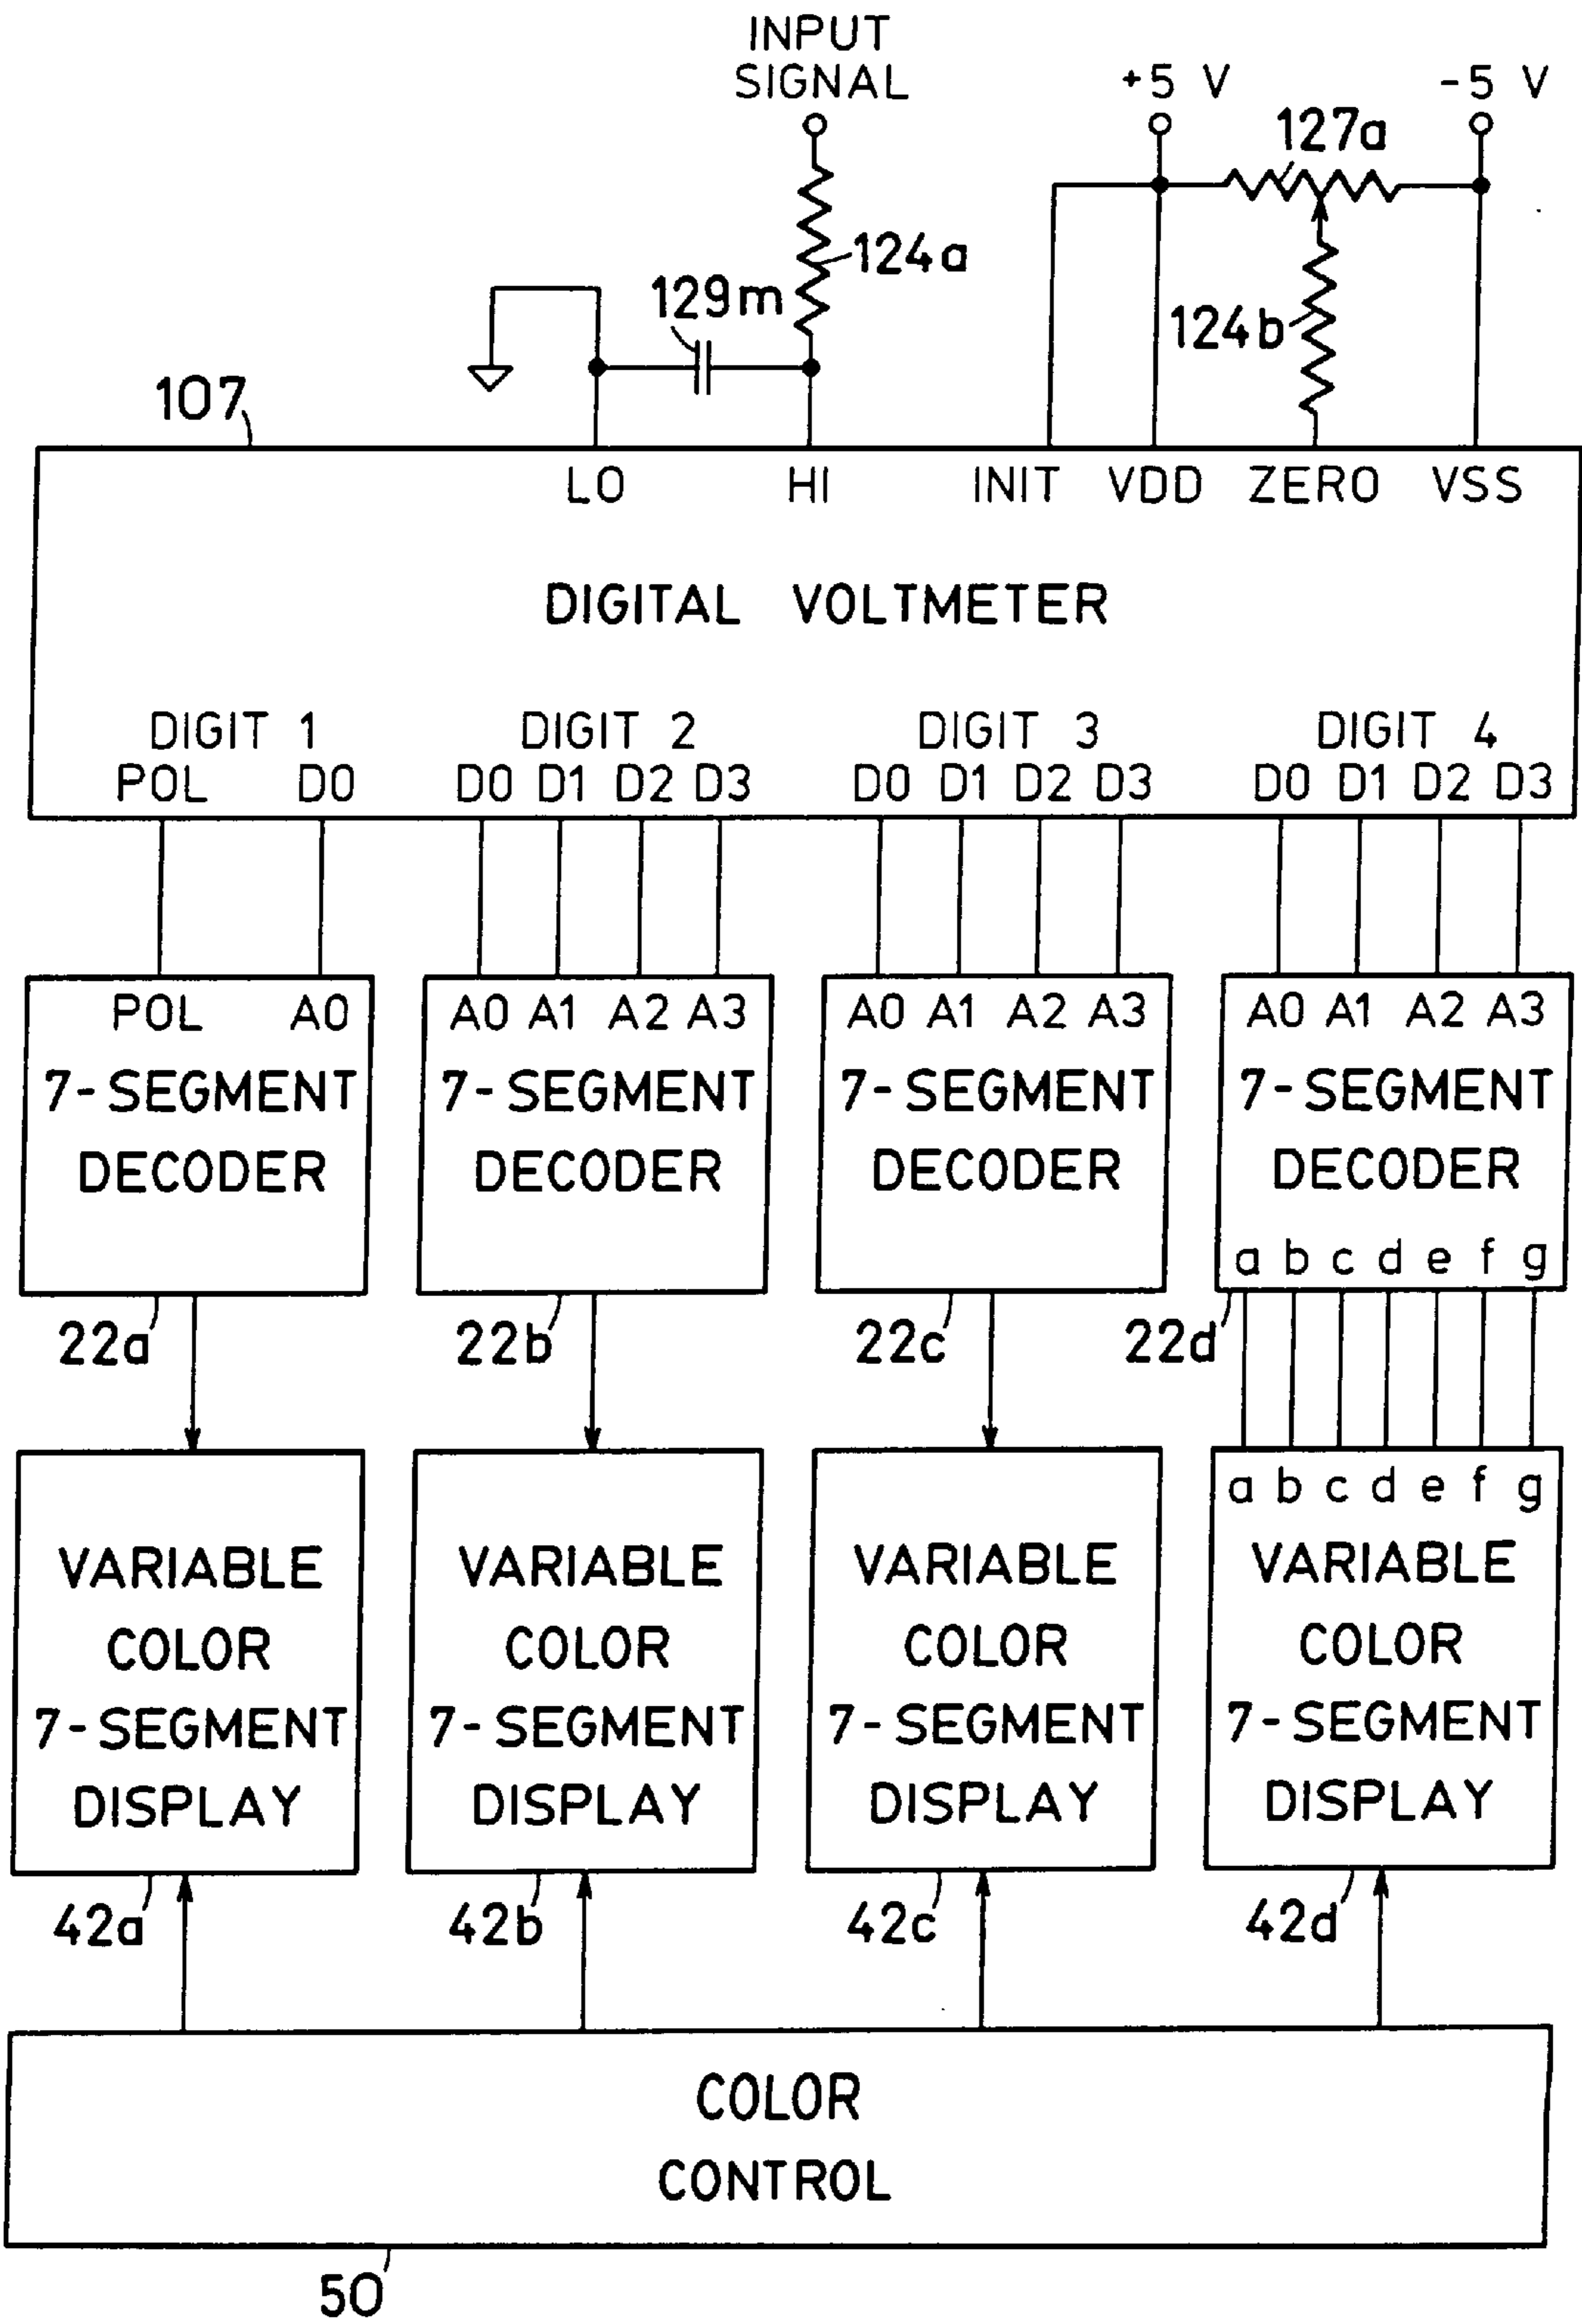 INPUT
SIGNAL
+5 V
-5 V
127a
124a
129m
124b
107
LO HI INIT VDD ZERO VSS
DIGITAL VOLTMETER
DIGIT 1 DIGIT 2 DIGIT 3 DIGIT 4
POL D0 D0 D1 D2 D3 D0 D1 D2 D3 D0 D1 D2 D3
POL A0
7-SEGMENT
DECODER
A0 A1 A2 A3
7-SEGMENT
DECODER
A0 A1 A2 A3
7-SEGMENT
DECODER
A0 A1 A2 A3
7-SEGMENT
DECODER
a b c d e f g
22a
22b
22c
22d
VARIABLE
COLOR
7-SEGMENT
DISPLAY
VARIABLE
COLOR
7-SEGMENT
DISPLAY
VARIABLE
COLOR
7-SEGMENT
DISPLAY
a b c d e f g
VARIABLE
COLOR
7-SEGMENT
DISPLAY
42a
42b
42c
42d
COLOR
CONTROL
50